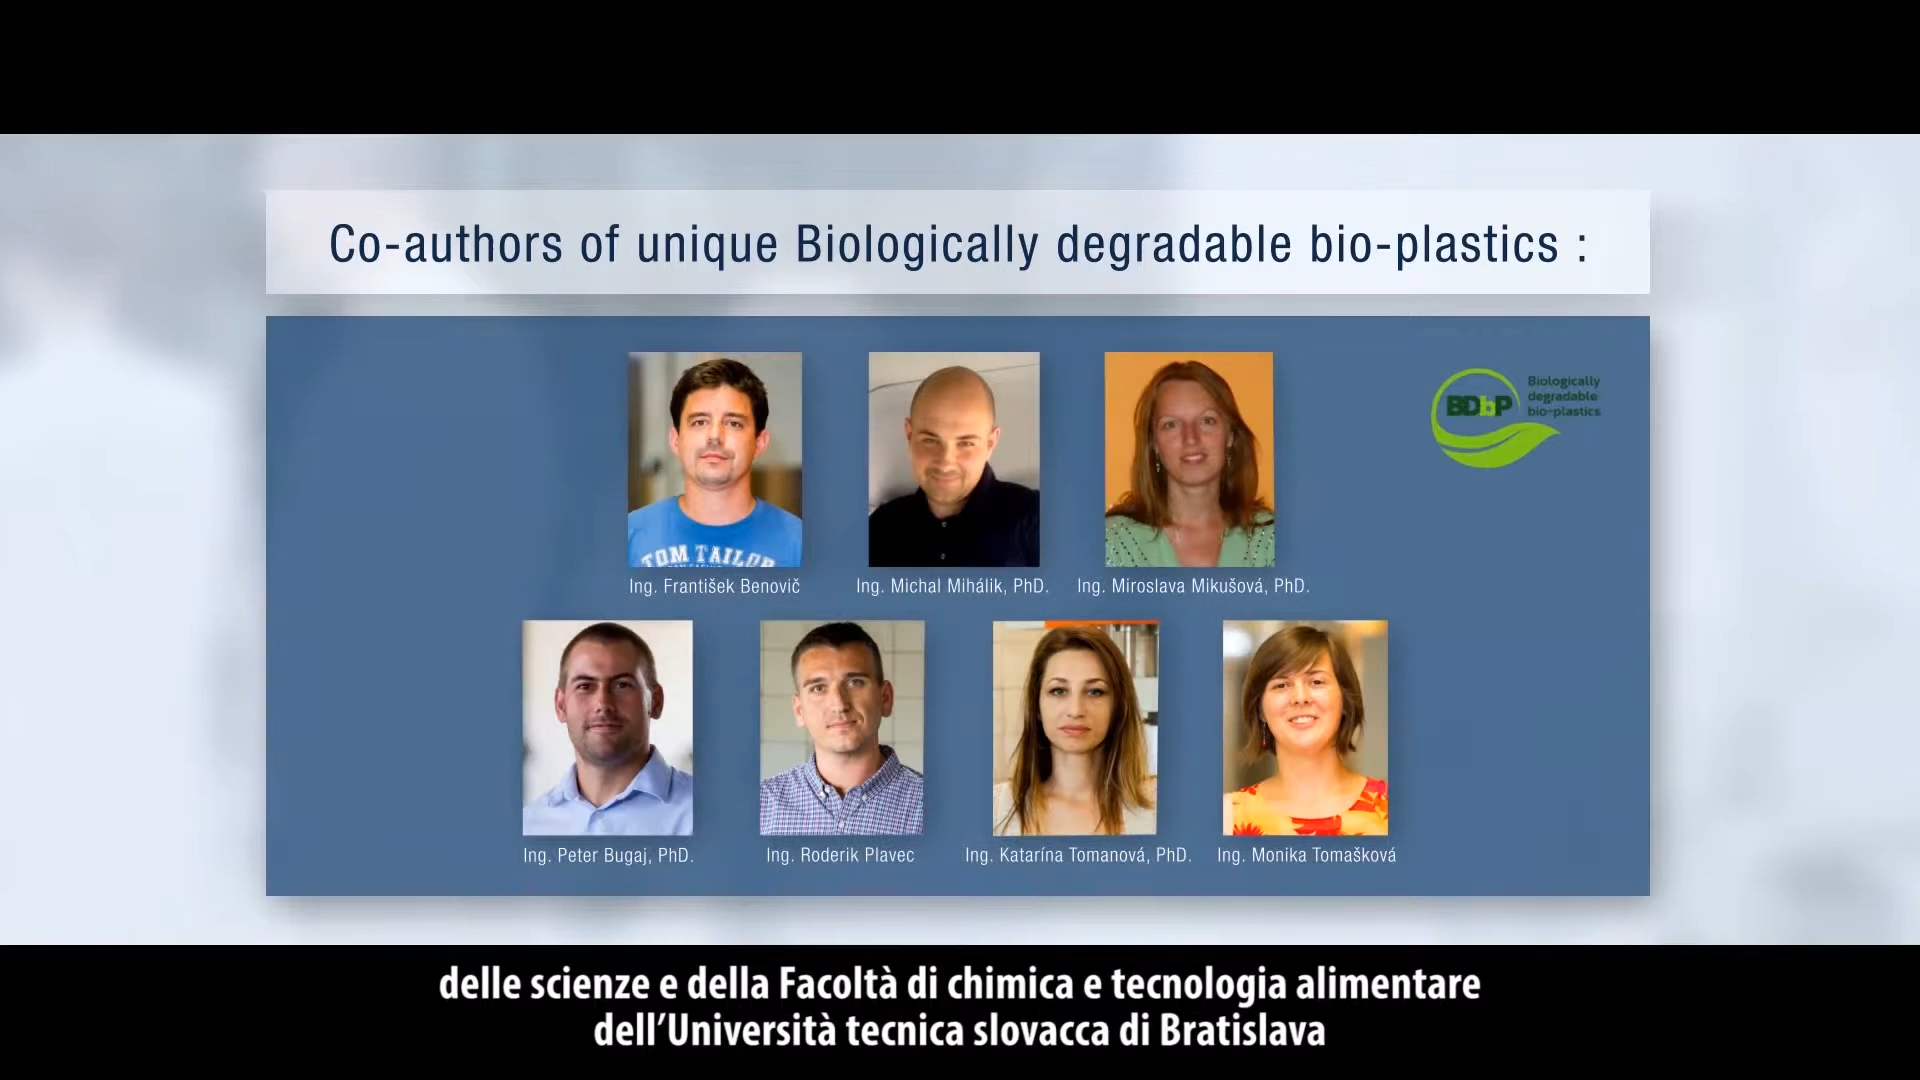 Co-authors of unique Biologically degradable bio-plastics :
BDbP
Biologically
degradable
bio-plastics
TOM TAILOR
Ing. František Benovič
Ing. Michal Mihálik, PhD.
Ing. Miroslava Mikušová, PhD.
Ing. Peter Bugaj, PhD.
Ing. Roderik Plavec
Ing. Katarína Tomanová, PhD.
Ing. Monika Tomašková
delle scienze e della Facoltà di chimica e tecnologia alimentare
dell’Università tecnica slovacca di Bratislava